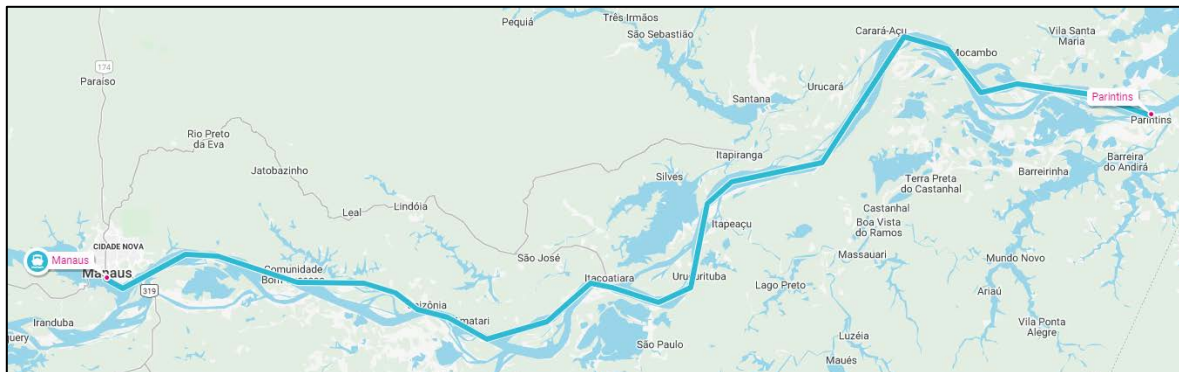 Pequiá
Três Irmãos
São Sebastião
Carará-Açu
Mocambo
Vila Santa
Maria
174
Paraíso
Santana
Urucará
Parintins
Parintins
Rio Preto
da Eva
Itapiranga
Barreira
do Andirá
Jatobazinho
Silves
Terra Preta
do Castanhal
Barreirinha
Leal
Lindóia
Itapeaçu
Castanhal
Boa Vista
do Ramos
CIDADE NOVA
Manaus
Manaus
São José
Massauari
Mundo Novo
Comunidade
Itacoatiara
Lago Preto
Ariaú
319
Iranduba
São Paulo
Luzéia
Vila Ponta
Alegre
Maués